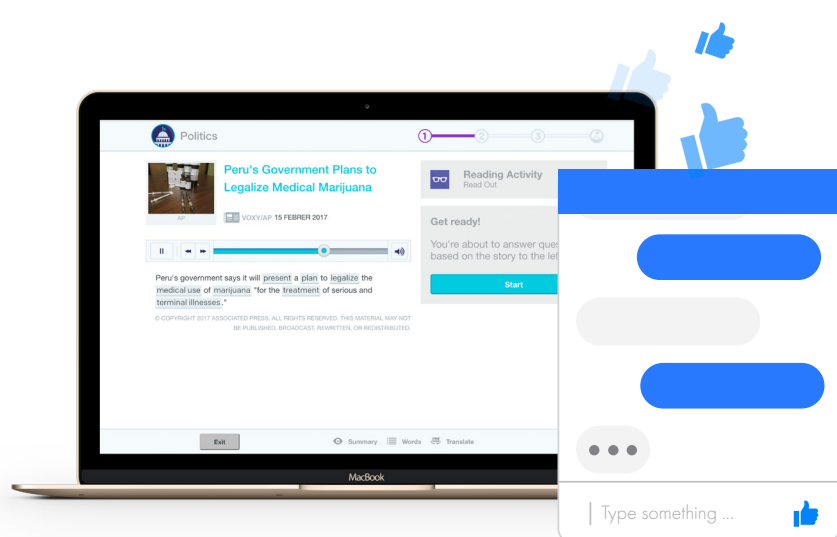 Politics
1 2 3
Peru's Government Plans to
Legalize Medical Marijuana
AP
VOXY/AP 15 FEBRER 2017
Peru's government says it will present a plan to legalize the
medical use of marijuana "for the treatment of serious and
terminal illnesses."
© COPYRIGHT 2017 ASSOCIATED PRESS. ALL RIGHTS RESERVED. THIS MATERIAL MAY NOT
BE PUBLISHED, BROADCAST, REWRITTEN, OR REDISTRIBUTED.
Reading Activity
Read Out
Get ready!
You're about to answer que
based on the story to the lef
Start
Exit
Summary Words Translate
MacBook
Type something ...